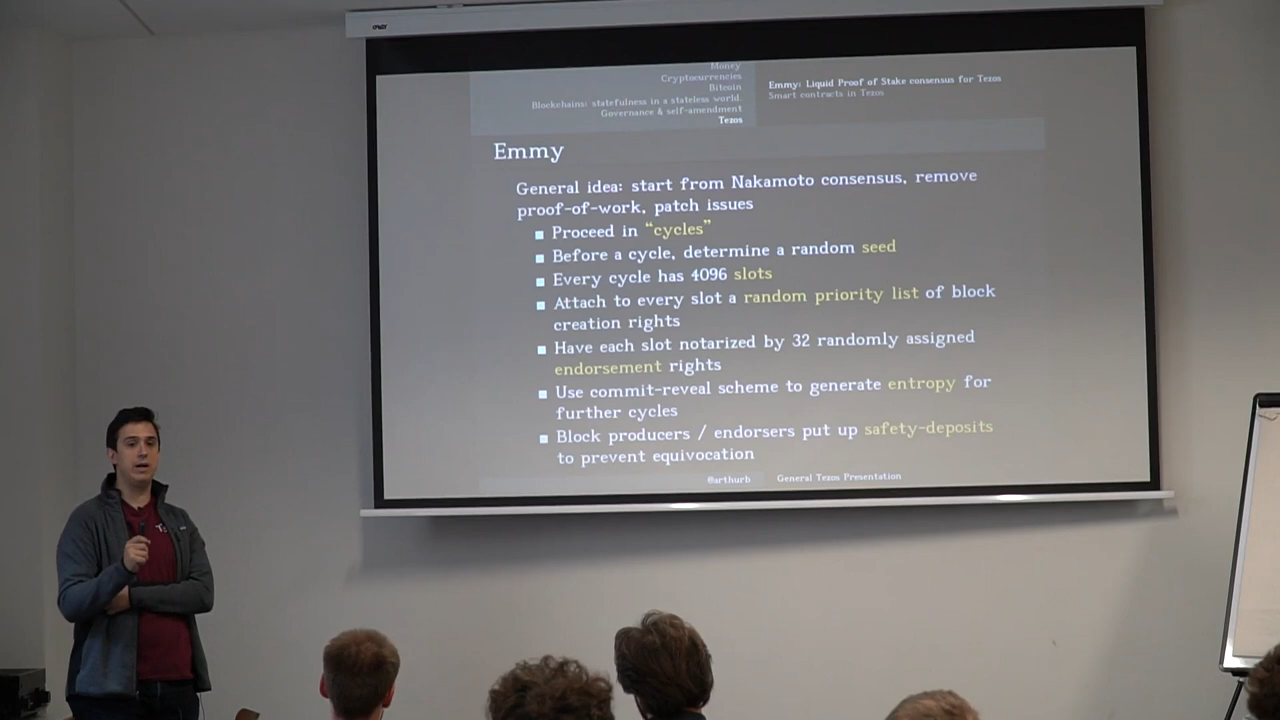 Money
Cryptocurrencies
Bitcoin
Blockchains: statefulness in a stateless world.
Governance & self-amendment
Tezos
Emmy: Liquid Proof of Stake consensus for Tezos
Smart contracts in Tezos
Emmy
General idea: start from Nakamoto consensus, remove
proof-of-work, patch issues
Proceed in “cycles”
Before a cycle, determine a random seed
Every cycle has 4096 slots
Attach to every slot a random priority list of block
creation rights
Have each slot notarized by 32 randomly assigned
endorsement rights
Use commit-reveal scheme to generate entropy for
further cycles
Block producers / endorsers put up safety-deposits
to prevent equivocation
@arthurb
General Tezos Presentation